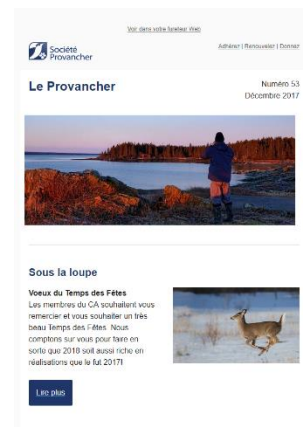 Voir dans votre fureteur Web
Société
Provancher
Adhérez | Renouveler | Donnez
Le Provancher
Numéro 53
Décembre 2017
Sous la loupe
Voeux du Temps des Fêtes
Les membres du CA souhaitent vous
remercier et vous souhaiter un très
beau Temps des Fêtes. Nous
comptons sur vous pour faire en
sorte que 2018 soit aussi riche en
réalisations que le fut 2017!
Lire plus